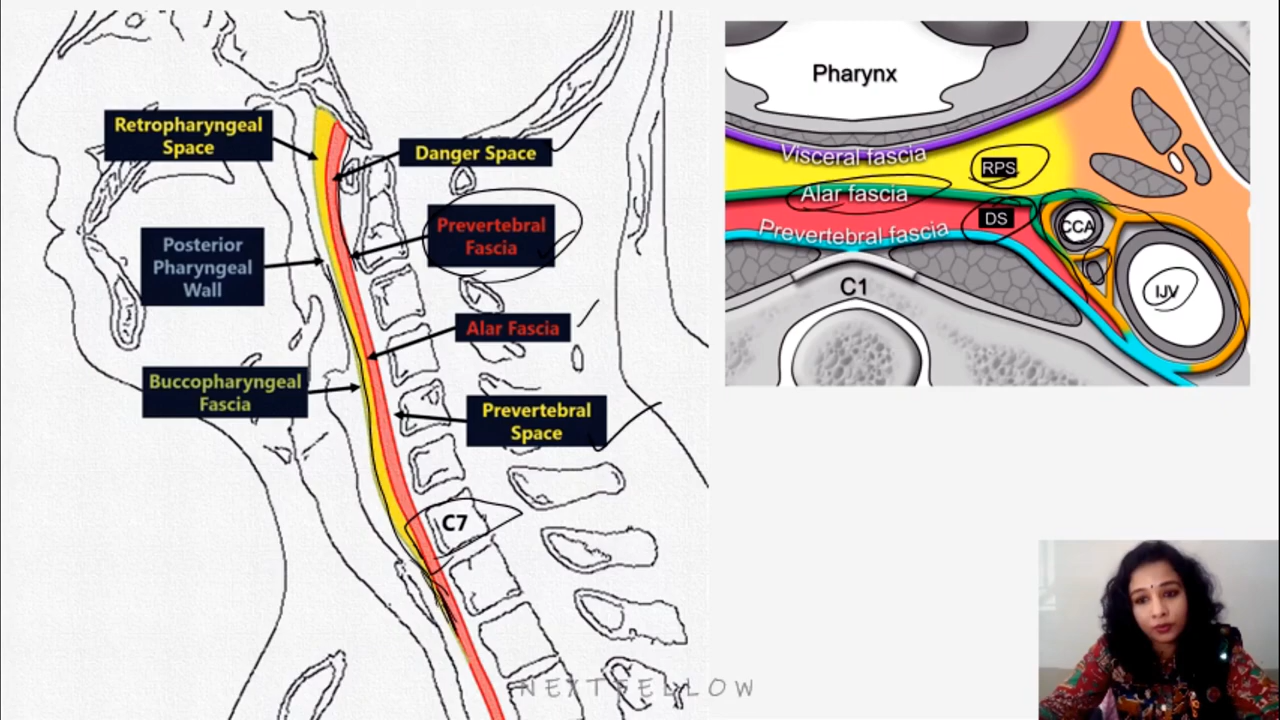 Retropharyngeal
Space
Danger Space
Prevertebral
Fascia
Posterior
Pharyngeal
Wall
Alar Fascia
Buccopharyngeal
Fascia
Prevertebral
Space
C7
Pharynx
Visceral fascia
RPS
Alar fascia
DS
Prevertebral fascia
CCA
C1
IJV
NEXTFELLOW